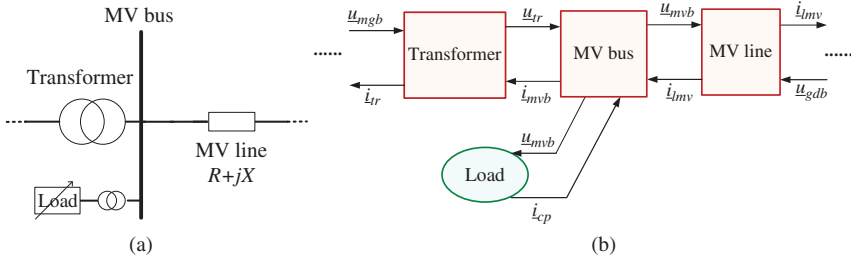 MV bus
Transformer
MV line
R+jX
Load
(a)
u_mgb
u_tr
u_mvb
i_lmv
......
Transformer
MV bus
MV line
......
i_tr
i_mvb
i_lmv
u_gdb
u_mvb
Load
i_cp
(b)